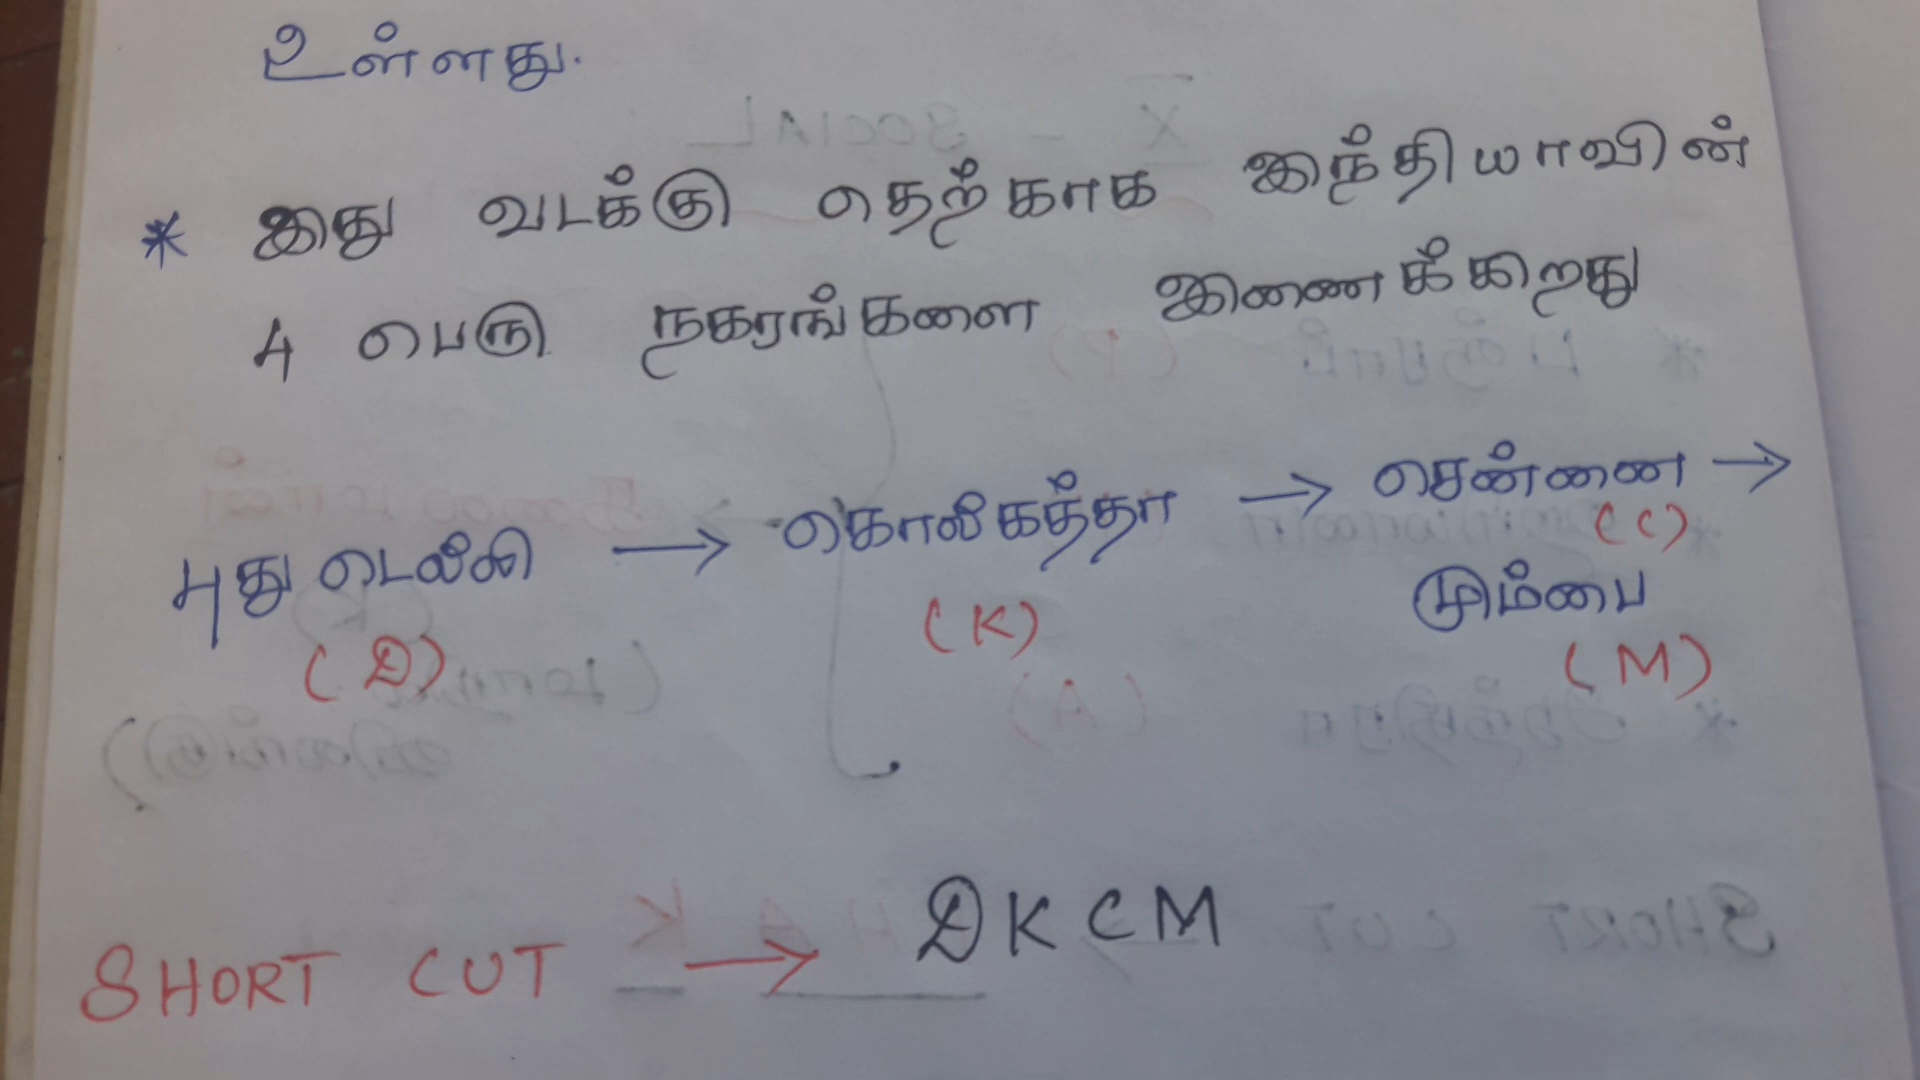 உள்ளது.
* இது வடக்கு தெற்காக இந்தியாவின்
4 பெரு நகரங்களை இணைக்கிறது
புது டெல்லி → கொல்கத்தா → சென்னை →
(C)
மும்பை
(D) (K) (M)
SHORT CUT → DKCM